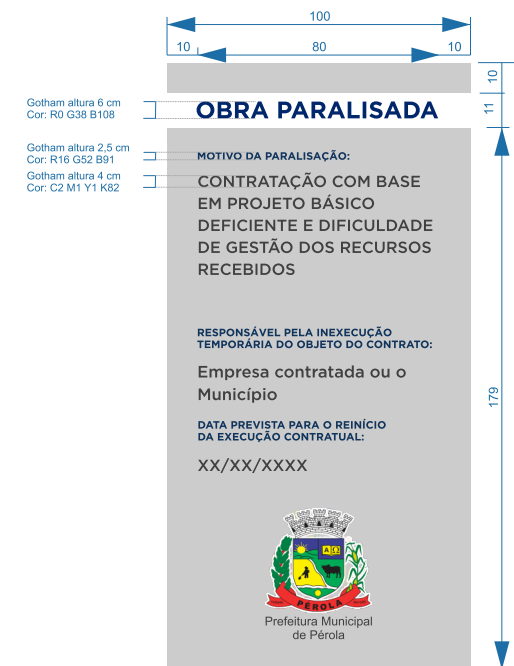 100
10 80 10
10
Gotham altura 6 cm
Cor: R0 G38 B108
OBRA PARALISADA
11
Gotham altura 2,5 cm
Cor: R16 G52 B91
MOTIVO DA PARALISAÇÃO:
Gotham altura 4 cm
Cor: C2 M1 Y1 K82
CONTRATAÇÃO COM BASE
EM PROJETO BÁSICO
DEFICIENTE E DIFICULDADE
DE GESTÃO DOS RECURSOS
RECEBIDOS
RESPONSÁVEL PELA INEXECUÇÃO
TEMPORÁRIA DO OBJETO DO CONTRATO:
Empresa contratada ou o
Município
179
DATA PREVISTA PARA O REINÍCIO
DA EXECUÇÃO CONTRATUAL:
XX/XX/XXXX
PÉROLA
Prefeitura Municipal
de Pérola